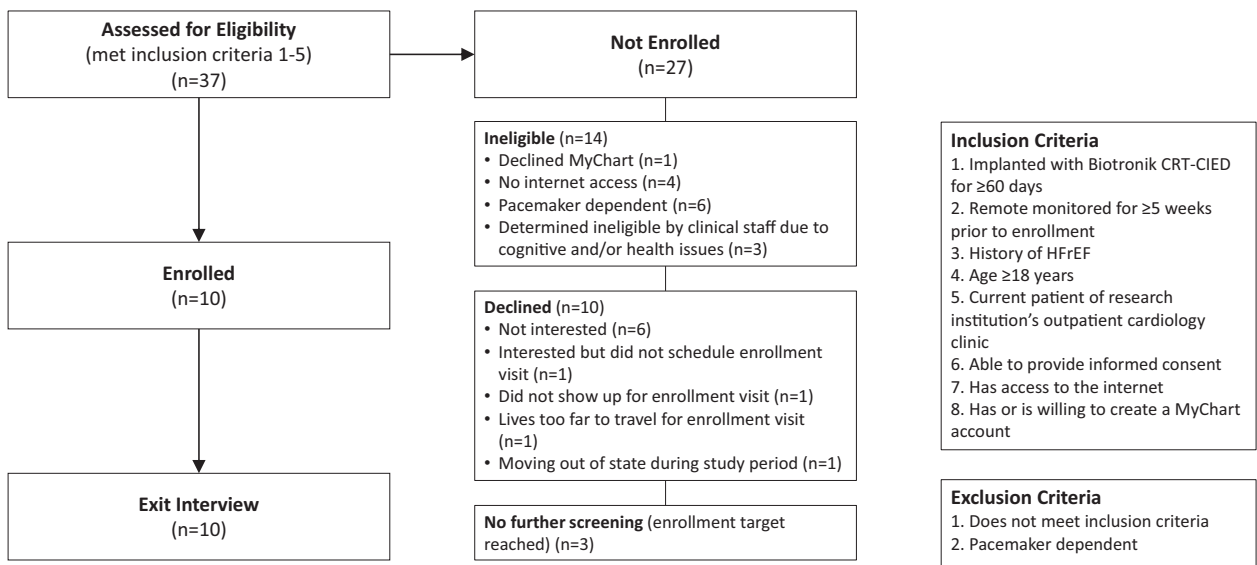 Assessed for Eligibility
(met inclusion criteria 1-5)
(n=37)
Not Enrolled
(n=27)
Ineligible (n=14)
• Declined MyChart (n=1)
• No internet access (n=4)
• Pacemaker dependent (n=6)
• Determined ineligible by clinical staff due to
cognitive and/or health issues (n=3)
Enrolled
(n=10)
Declined (n=10)
• Not interested (n=6)
• Interested but did not schedule enrollment
visit (n=1)
• Did not show up for enrollment visit (n=1)
• Lives too far to travel for enrollment visit
(n=1)
• Moving out of state during study period (n=1)
Exit Interview
(n=10)
No further screening (enrollment target
reached) (n=3)
Inclusion Criteria
1. Implanted with Biotronik CRT-CIED
for ≥60 days
2. Remote monitored for ≥5 weeks
prior to enrollment
3. History of HFrEF
4. Age ≥18 years
5. Current patient of research
institution’s outpatient cardiology
clinic
6. Able to provide informed consent
7. Has access to the internet
8. Has or is willing to create a MyChart
account
Exclusion Criteria
1. Does not meet inclusion criteria
2. Pacemaker dependent